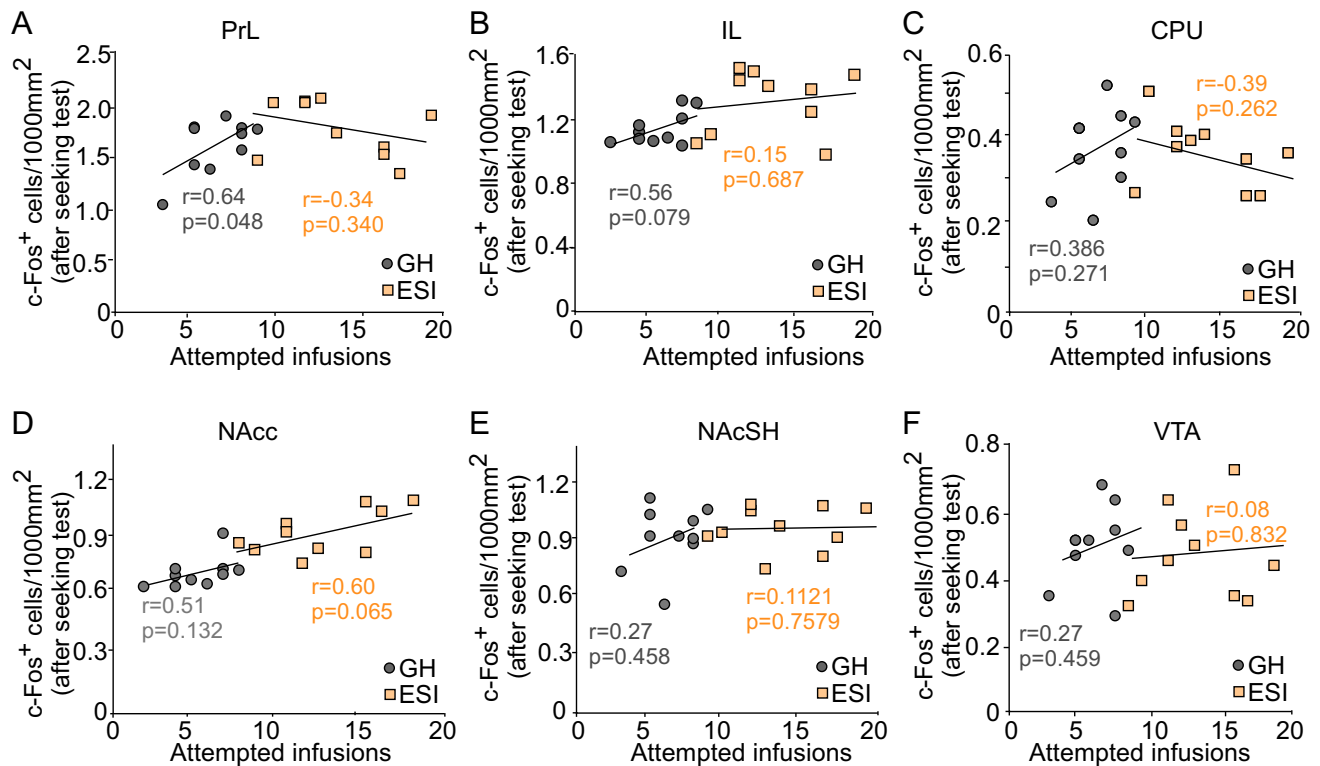 A
PrL
c-Fos+ cells/1000mm2
(after seeking test)
2.5
2.0
1.5
1.0
0.5
0
r=0.64
p=0.048
r=-0.34
p=0.340
GH
ESI
0 5 10 15 20
Attempted infusions
B
IL
c-Fos+ cells/1000mm2
(after seeking test)
1.6
1.2
0.8
0.4
0
r=0.56
p=0.079
r=0.15
p=0.687
GH
ESI
0 5 10 15 20
Attempted infusions
C
CPU
c-Fos+ cells/1000mm2
(after seeking test)
0.6
0.4
0.2
0
r=-0.39
p=0.262
r=0.386
p=0.271
GH
ESI
0 5 10 15 20
Attempted infusions
D
NAcc
c-Fos+ cells/1000mm2
(after seeking test)
1.2
0.9
0.6
0.3
0
r=0.51
p=0.132
r=0.60
p=0.065
GH
ESI
0 5 10 15 20
Attempted infusions
E
NAcSH
c-Fos+ cells/1000mm2
(after seeking test)
1.2
0.9
0.6
0.3
0
r=0.27
p=0.458
r=0.1121
p=0.7579
GH
ESI
0 5 10 15 20
Attempted infusions
F
VTA
c-Fos+ cells/1000mm2
(after seeking test)
0.8
0.6
0.4
0.2
0
r=0.08
p=0.832
r=0.27
p=0.459
GH
ESI
0 5 10 15 20
Attempted infusions